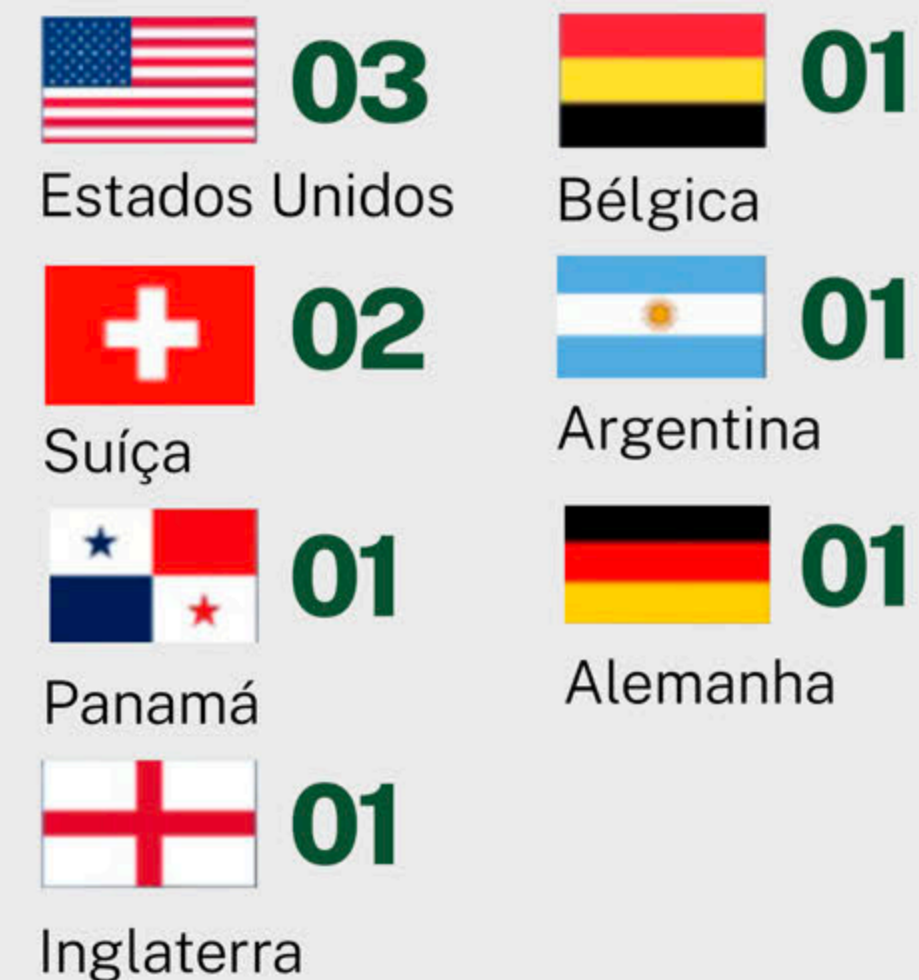 03
Estados Unidos
02
Suíça
01
Panamá
01
Inglaterra
01
Bélgica
01
Argentina
01
Alemanha